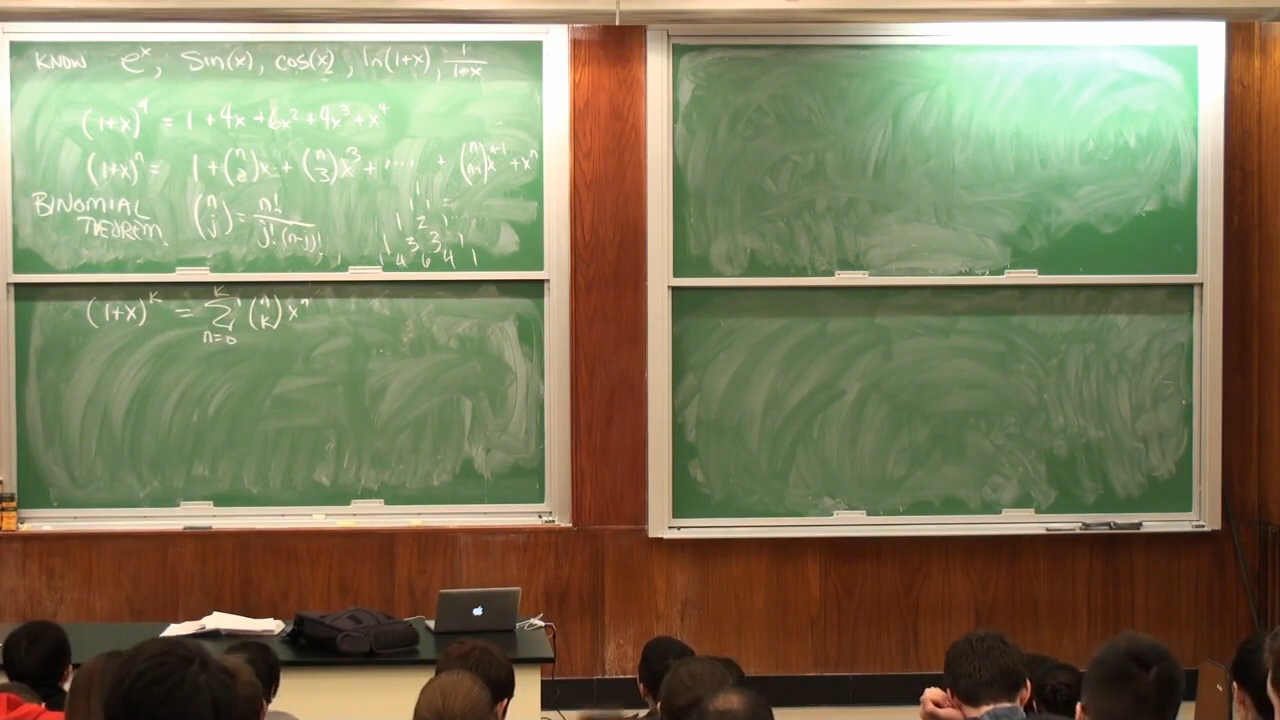 KNOW e^x, Sin(x), cos(x), ln(1+x), 1/(1-x)
(1+x)^4 = 1 + 4x + 6x^2 + 4x^3 + x^4
(1+x)^n = 1 + (n 2)x + (n 3)x^3 + .... + (n n-1)x^n-1 + x^n
BINOMIAL THEOREM (n j) = n!/(j!(n-j)!)
1
1 1
1 2 1
1 3 3 1
1 4 6 4 1
(1+x)^k = K Σ n=0 (n k) x^n